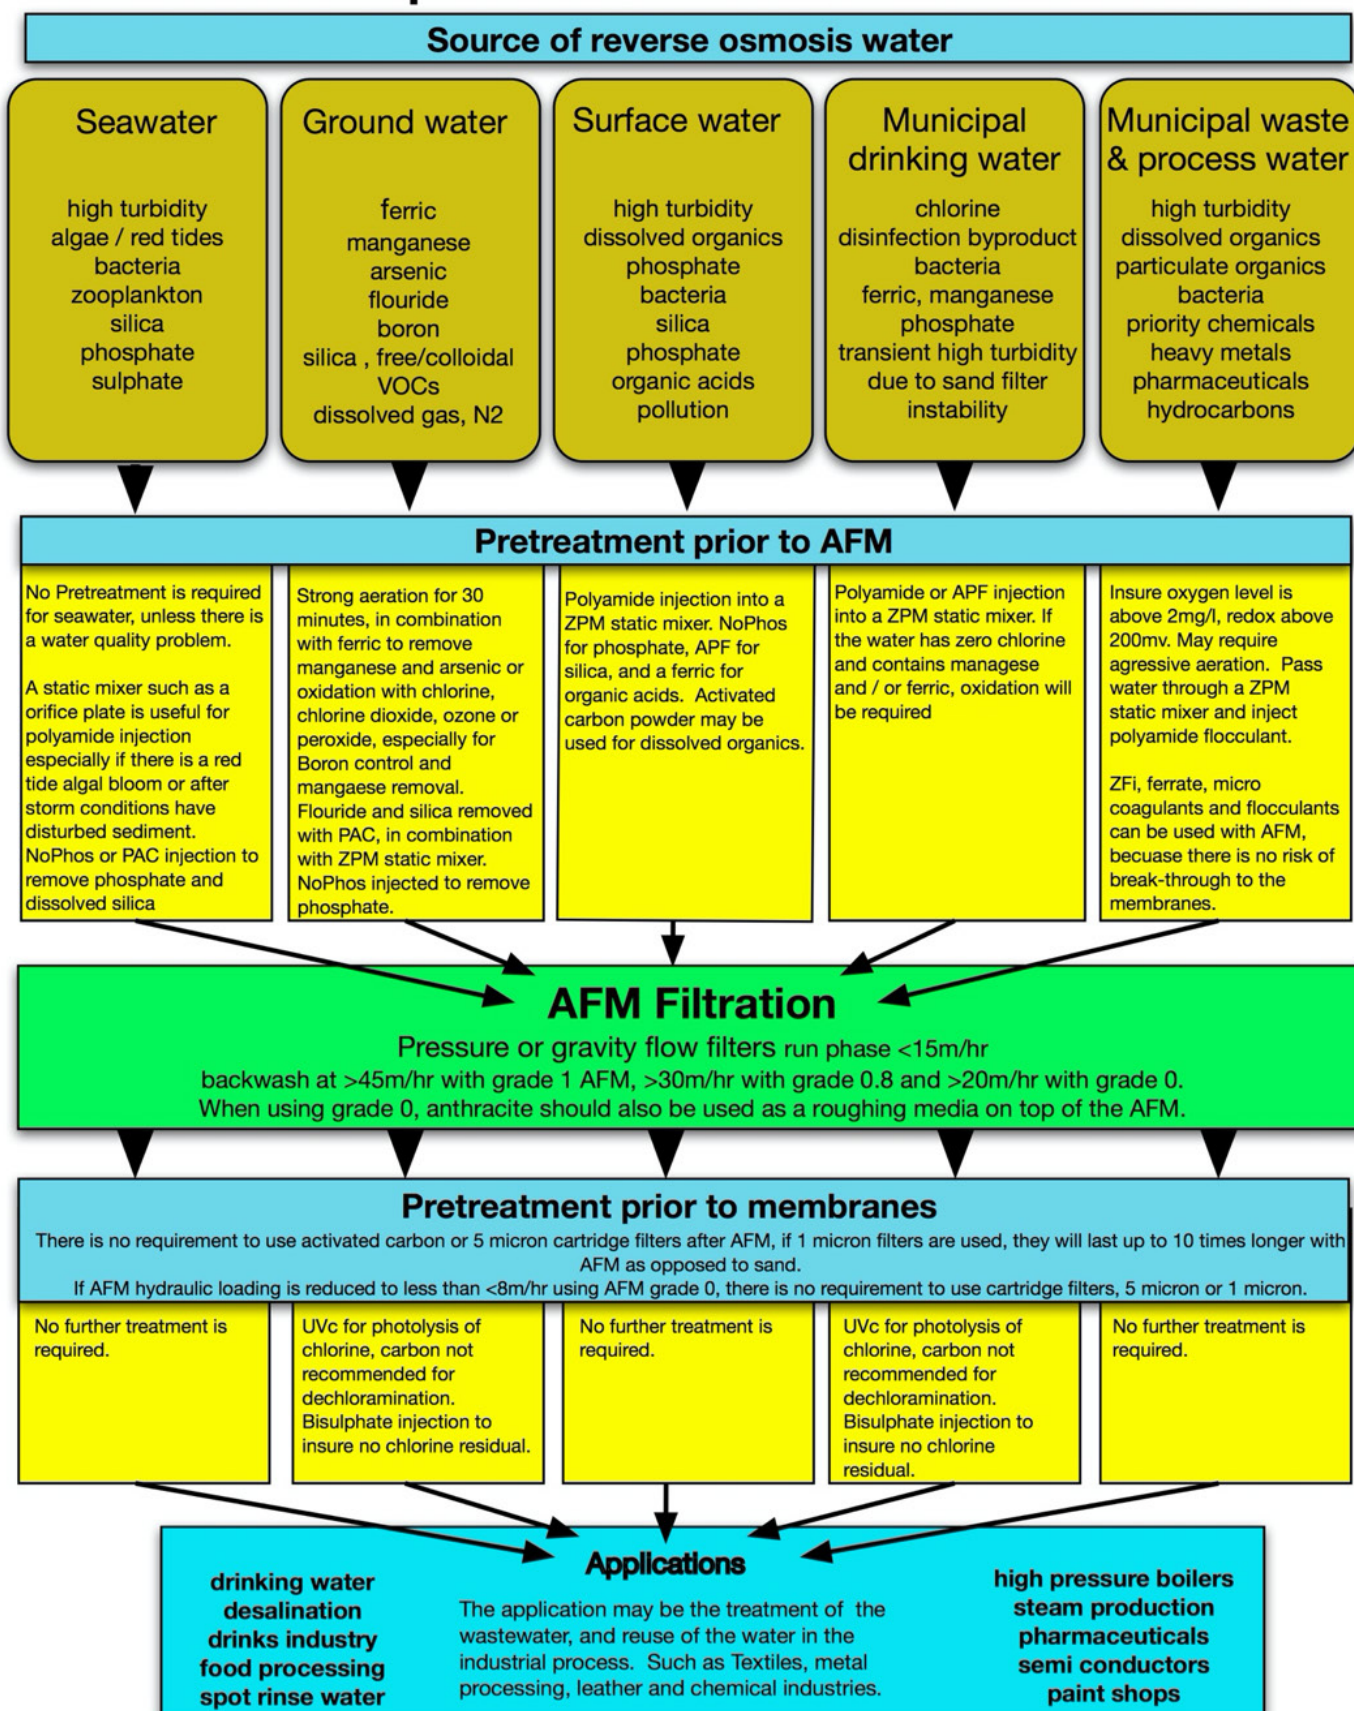 Source of reverse osmosis water
Seawater
high turbidity
algae / red tides
bacteria
zooplankton
silica
phosphate
sulphate
Ground water
ferric
manganese
arsenic
flouride
boron
silica , free/colloidal
VOCs
dissolved gas, N2
Surface water
high turbidity
dissolved organics
phosphate
bacteria
silica
phosphate
organic acids
pollution
Municipal
drinking water
chlorine
disinfection byproduct
bacteria
ferric, manganese
phosphate
transient high turbidity
due to sand filter
instability
Municipal waste
& process water
high turbidity
dissolved organics
particulate organics
bacteria
priority chemicals
heavy metals
pharmaceuticals
hydrocarbons
Pretreatment prior to AFM
No Pretreatment is required
for seawater, unless there is
a water quality problem.
A static mixer such as a
orifice plate is useful for
polyamide injection
especially if there is a red
tide algal bloom or after
storm conditions have
disturbed sediment.
NoPhos or PAC injection to
remove phosphate and
dissolved silica
Strong aeration for 30
minutes, in combination
with ferric to remove
manganese and arsenic or
oxidation with chlorine,
chlorine dioxide, ozone or
peroxide, especially for
Boron control and
mangaese removal.
Flouride and silica removed
with PAC, in combination
with ZPM static mixer.
NoPhos injected to remove
phosphate.
Polyamide injection into a
ZPM static mixer. NoPhos
for phosphate, APF for
silica, and a ferric for
organic acids. Activated
carbon powder may be
used for dissolved organics.
Polyamide or APF injection
into a ZPM static mixer. If
the water has zero chlorine
and contains managese
and / or ferric, oxidation will
be required
Insure oxygen level is
above 2mg/l, redox above
200mv. May require
agressive aeration. Pass
water through a ZPM
static mixer and inject
polyamide flocculant.
ZFi, ferrate, micro
coagulants and flocculants
can be used with AFM,
becuase there is no risk of
break-through to the
membranes.
AFM Filtration
Pressure or gravity flow filters run phase <15m/hr
backwash at >45m/hr with grade 1 AFM, >30m/hr with grade 0.8 and >20m/hr with grade 0.
When using grade 0, anthracite should also be used as a roughing media on top of the AFM.
Pretreatment prior to membranes
There is no requirement to use activated carbon or 5 micron cartridge filters after AFM, if 1 micron filters are used, they will last up to 10 times longer with
AFM as opposed to sand.
If AFM hydraulic loading is reduced to less than <8m/hr using AFM grade 0, there is no requirement to use cartridge filters, 5 micron or 1 micron.
No further treatment is
required.
UVc for photolysis of
chlorine, carbon not
recommended for
dechloramination.
Bisulphate injection to
insure no chlorine residual.
No further treatment is
required.
UVc for photolysis of
chlorine, carbon not
recommended for
dechloramination.
Bisulphate injection to
insure no chlorine
residual.
No further treatment is
required.
Applications
drinking water
desalination
drinks industry
food processing
spot rinse water
The application may be the treatment of the
wastewater, and reuse of the water in the
industrial process. Such as Textiles, metal
processing, leather and chemical industries.
high pressure boilers
steam production
pharmaceuticals
semi conductors
paint shops